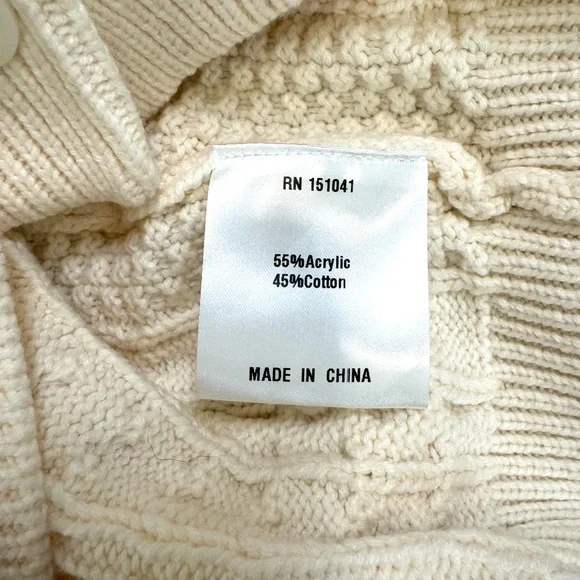 RN 151041
55%Acrylic
45%Cotton
MADE IN CHINA